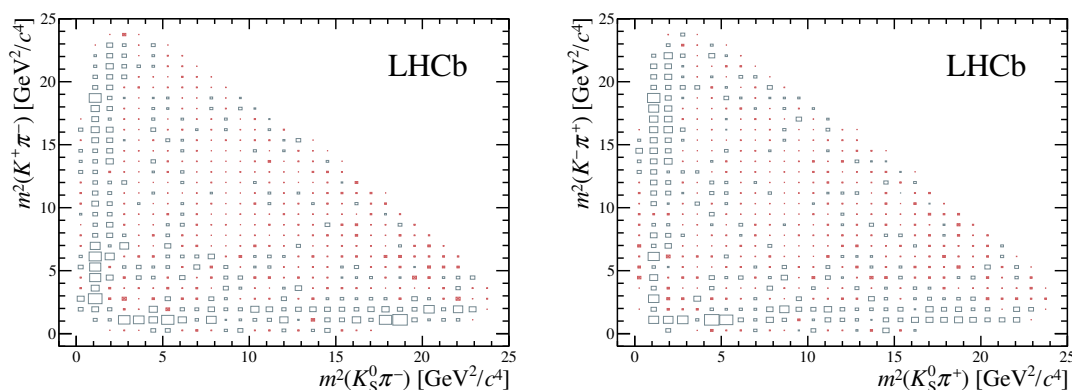 m²(K⁺π⁻) [GeV²/c⁴]
25
20
15
10
5
0
LHCb
0 5 10 15 20 25
m²(K⁰_Sπ⁻) [GeV²/c⁴]
m²(K⁻π⁺) [GeV²/c⁴]
25
20
15
10
5
0
LHCb
0 5 10 15 20 25
m²(K⁰_Sπ⁺) [GeV²/c⁴]